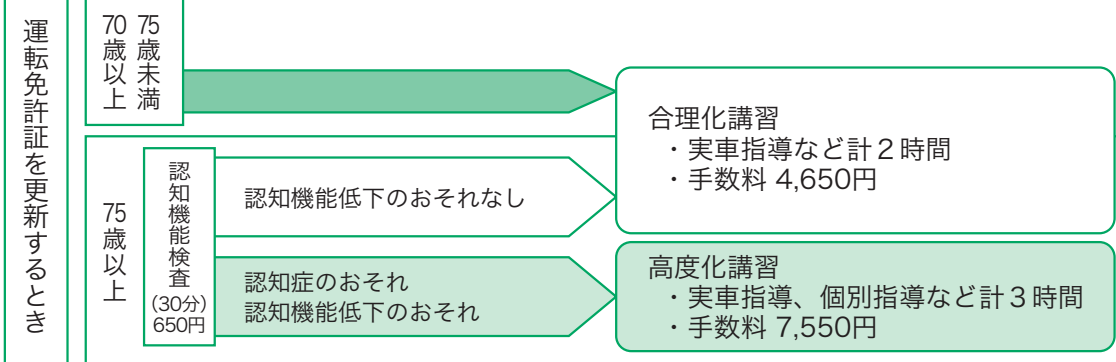 運転免許証を更新するとき
70歳以上
75歳未満
合理化講習
・実車指導など計２時間
・手数料 4,650円
75歳以上
認知機能検査
(30分)
650円
認知機能低下のおそれなし
認知症のおそれ
認知機能低下のおそれ
高度化講習
・実車指導、個別指導など計３時間
・手数料 7,550円